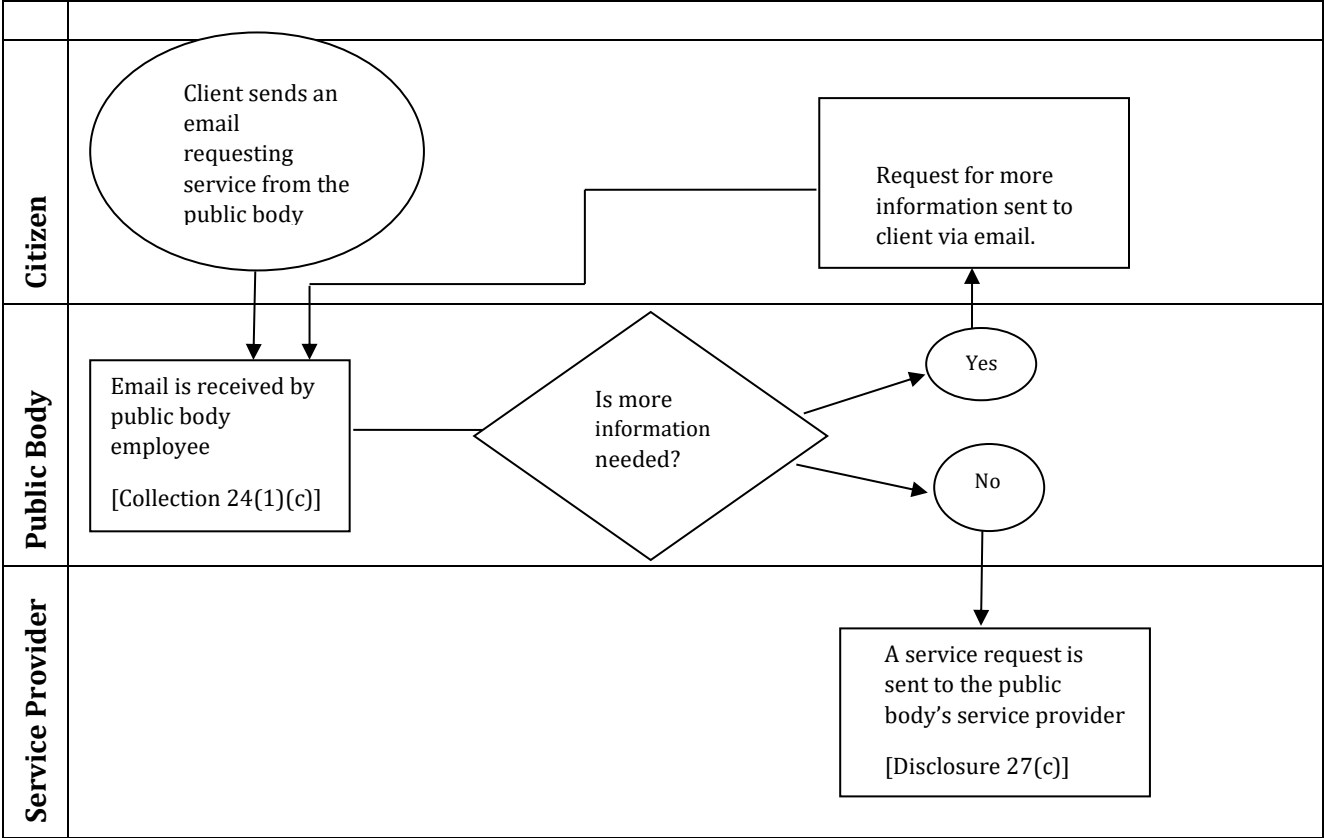 Citizen
Client sends an
email
requesting
service from the
public body
Request for more
information sent to
client via email.
Public Body
Email is received by
public body
employee
[Collection 24(1)(c)]
Is more
information
needed?
Yes
No
Service Provider
A service request is
sent to the public
body’s service provider
[Disclosure 27(c)]